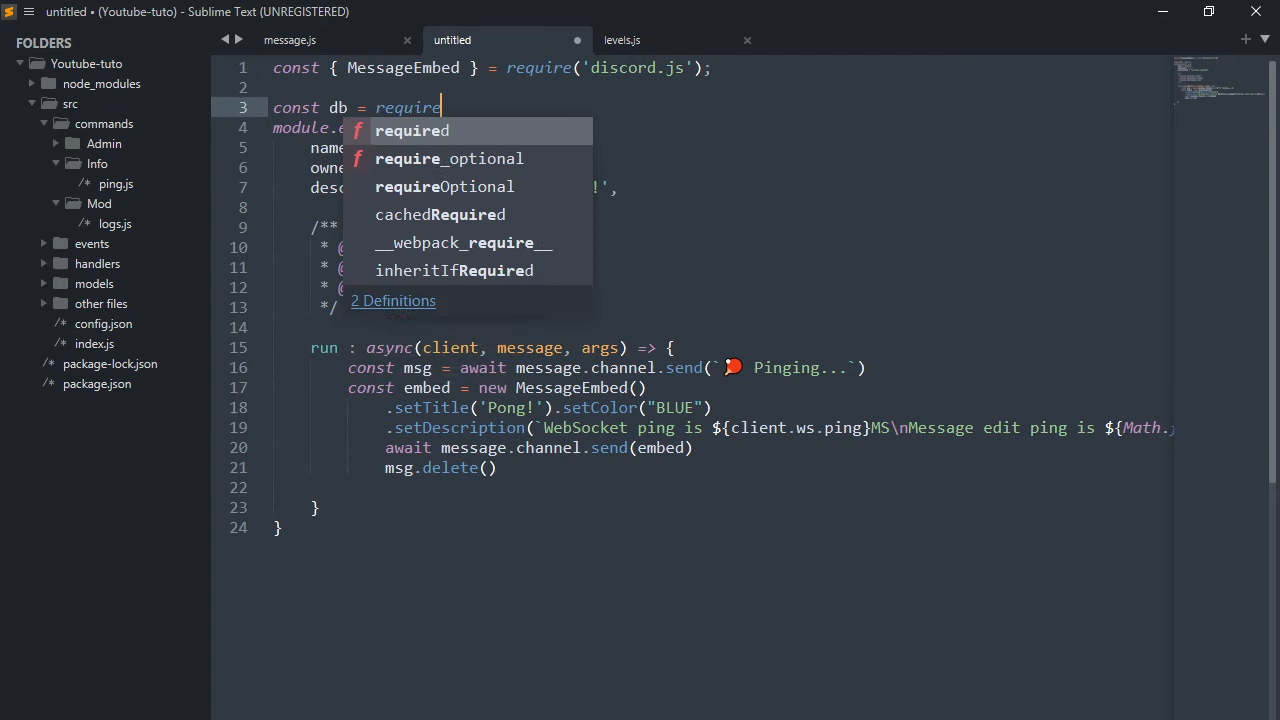 untitled • (Youtube-tuto) - Sublime Text (UNREGISTERED)
FOLDERS
Youtube-tuto
node_modules
src
commands
Admin
Info
/* ping.js
Mod
/* logs.js
events
handlers
models
other files
/* config.json
/* index.js
/* package-lock.json
/* package.json
message.js
untitled
levels.js
1 const { MessageEmbed } = require('discord.js');
2
3 const db = require
4 module.e
5 name
6 owne
7 desc !',
8
9 /**
10 * @
11 * @
12 * @
13 */
14
15 run : async(client, message, args) => {
16 const msg = await message.channel.send(`🏓 Pinging...`)
17 const embed = new MessageEmbed()
18 .setTitle('Pong!').setColor("BLUE")
19 .setDescription(`WebSocket ping is ${client.ws.ping}MS\nMessage edit ping is ${Math.
20 await message.channel.send(embed)
21 msg.delete()
22
23 }
24 }
f required
f require_optional
requireOptional
cachedRequired
__webpack_require__
inheritIfRequired
2 Definitions